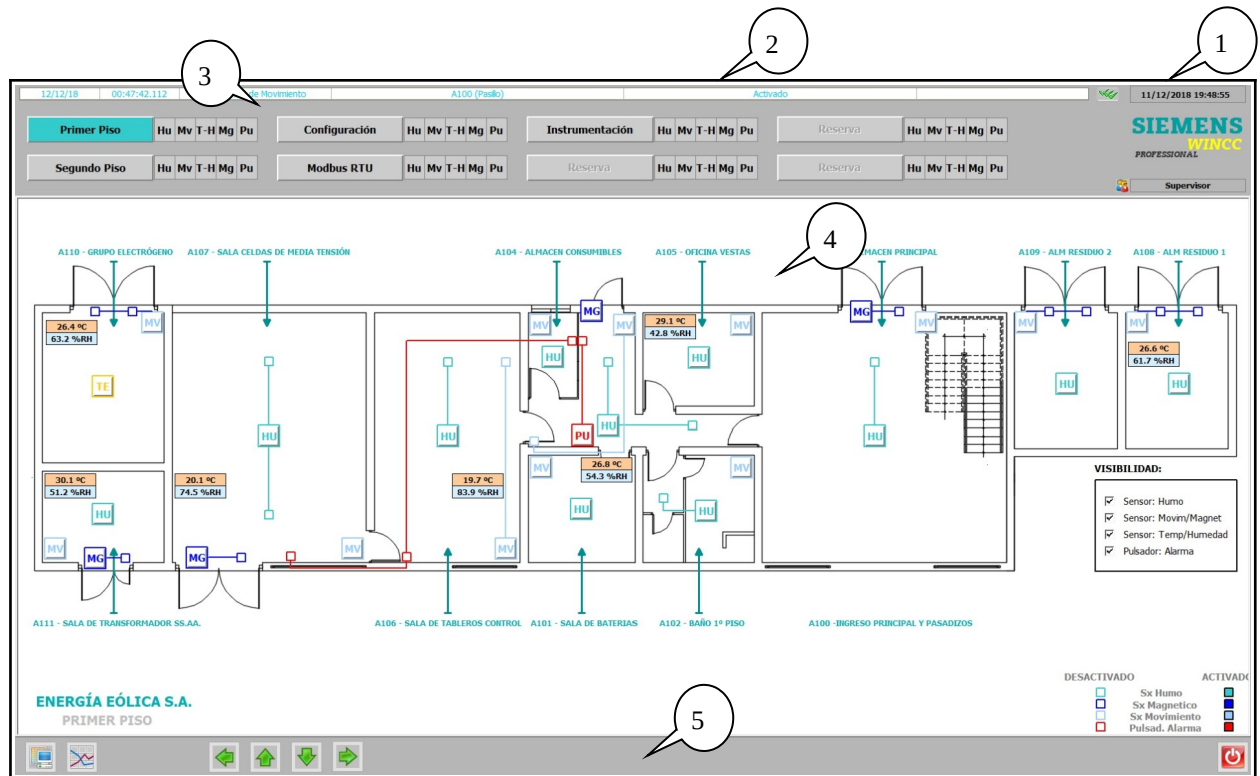 1
2
3
12/12/18 00:47:42.112 de Movimiento A100 (Pasillo) Activado
11/12/2018 19:48:55
Primer Piso Hu Mv T-H Mg Pu Configuración Hu Mv T-H Mg Pu Instrumentación Hu Mv T-H Mg Pu Reserva Hu Mv T-H Mg Pu
SIEMENS
WINCC
PROFESSIONAL
Segundo Piso Hu Mv T-H Mg Pu Modbus RTU Hu Mv T-H Mg Pu Reserva Hu Mv T-H Mg Pu Reserva Hu Mv T-H Mg Pu
Supervisor
4
A110 - GRUPO ELECTRÓGENO A107 - SALA CELDAS DE MEDIA TENSIÓN A104 - ALMACEN CONSUMIBLES A105 - OFICINA VESTAS MACEN PRINCIPAL A109 - ALM RESIDUO 2 A108 - ALM RESIDUO 1
MG MG
26.4 ºC
63.2 %RH
MV MV MV
29.1 ºC
42.8 %RH
MV MV MV MV
26.6 ºC
61.7 %RH
TE
HU HU HU HU
HU HU PU HU HU
30.1 ºC
51.2 %RH
20.1 ºC
74.5 %RH
19.7 ºC
83.9 %RH
MV
26.8 ºC
54.3 %RH
MV
HU HU HU
MV MG MG MV MV
VISIBILIDAD:
Sensor: Humo
Sensor: Movim/Magnet
Sensor: Temp/Humedad
Pulsador: Alarma
A111 - SALA DE TRANSFORMADOR SS.AA. A106 - SALA DE TABLEROS CONTROL A101 - SALA DE BATERIAS A102 - BAÑO 1º PISO A100 -INGRESO PRINCIPAL Y PASADIZOS
ENERGÍA EÓLICA S.A.
PRIMER PISO
DESACTIVADO ACTIVADO
Sx Humo
Sx Magnetico
Sx Movimiento
Pulsad. Alarma
5